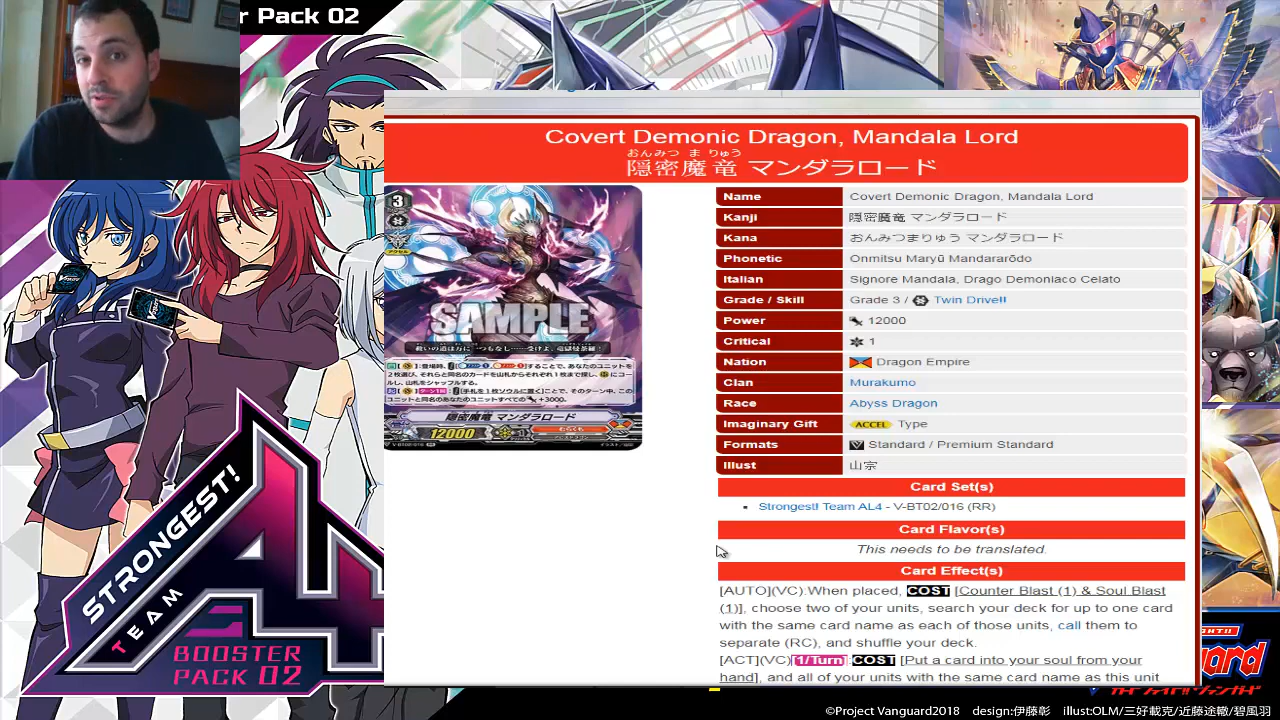 r Pack 02
Covert Demonic Dragon, Mandala Lord
おんみつ ま りゅう
隠密魔竜 マンダラロード
Name Covert Demonic Dragon, Mandala Lord
Kanji 隠密魔竜 マンダラロード
Kana おんみつまりゅう マンダラロード
Phonetic Onmitsu Maryū Mandararōdo
Italian Signore Mandala, Drago Demoniaco Celato
Grade / Skill Grade 3 / Twin Drive!!
Power 12000
Critical 1
Nation Dragon Empire
Clan Murakumo
Race Abyss Dragon
Imaginary Gift ACCEL Type
Formats Standard / Premium Standard
Illust 山宗
Card Set(s)
Strongest! Team AL4 - V-BT02/016 (RR)
Card Flavor(s)
This needs to be translated.
Card Effect(s)
[AUTO](VC):When placed, COST [Counter Blast (1) & Soul Blast
(1)], choose two of your units, search your deck for up to one card
with the same card name as each of those units, call them to
separate (RC), and shuffle your deck.
[ACT](VC)1/Turn:COST [Put a card into your soul from your
hand], and all of your units with the same card name as this unit
3
SAMPLE
隠密魔竜 マンダラロード
12000
STRONGEST!
TEAM
A4
BOOSTER
PACK 02
©Project Vanguard2018 design:伊藤彰 illust:OLM/三好載克/近藤途轍/碧風羽